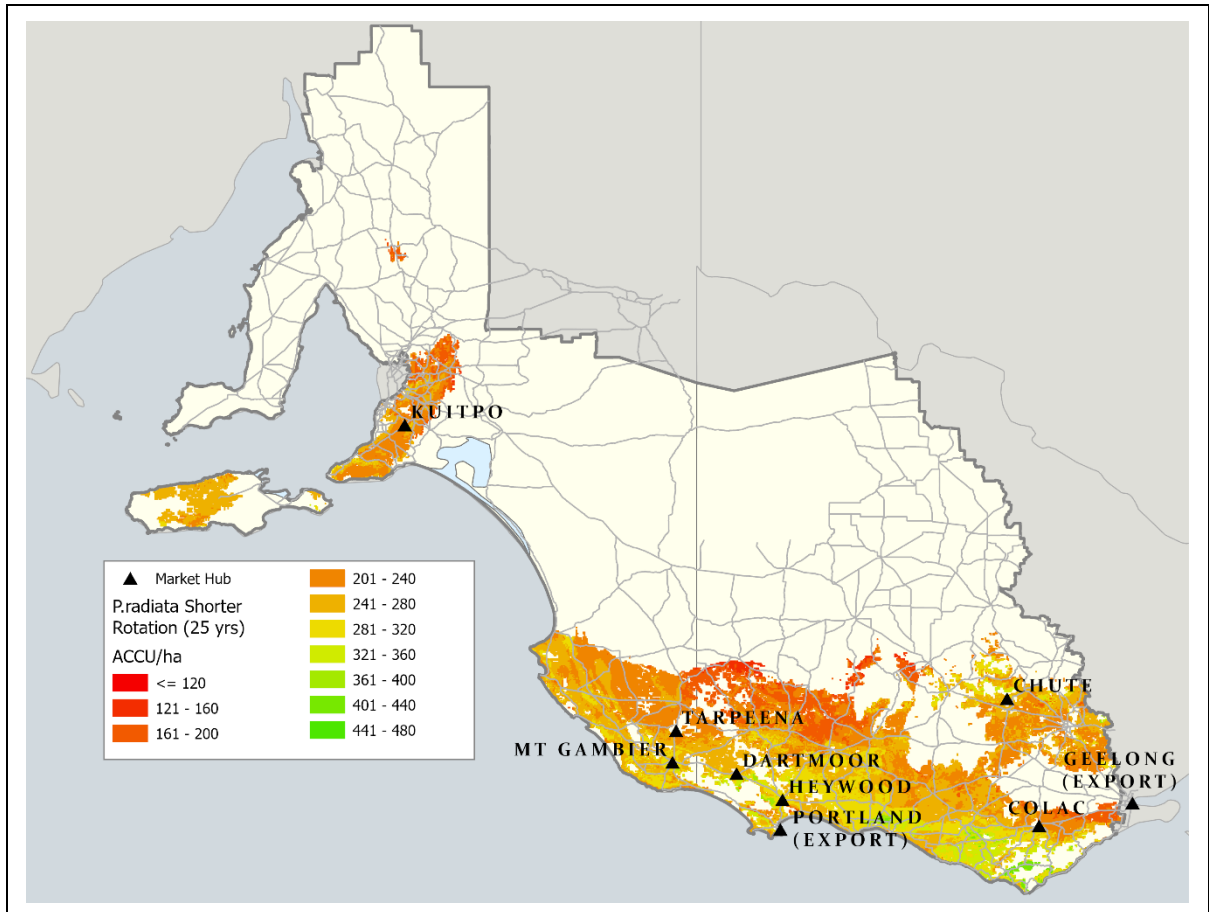 KUITPO
Market Hub
P.radiata Shorter
Rotation (25 yrs)
ACCU/ha
<= 120
121 - 160
161 - 200
201 - 240
241 - 280
281 - 320
321 - 360
361 - 400
401 - 440
441 - 480
CHUTE
TARPEENA
MT GAMBIER
DARTMOOR
HEYWOOD
PORTLAND
(EXPORT)
GEELONG
(EXPORT)
COLAC